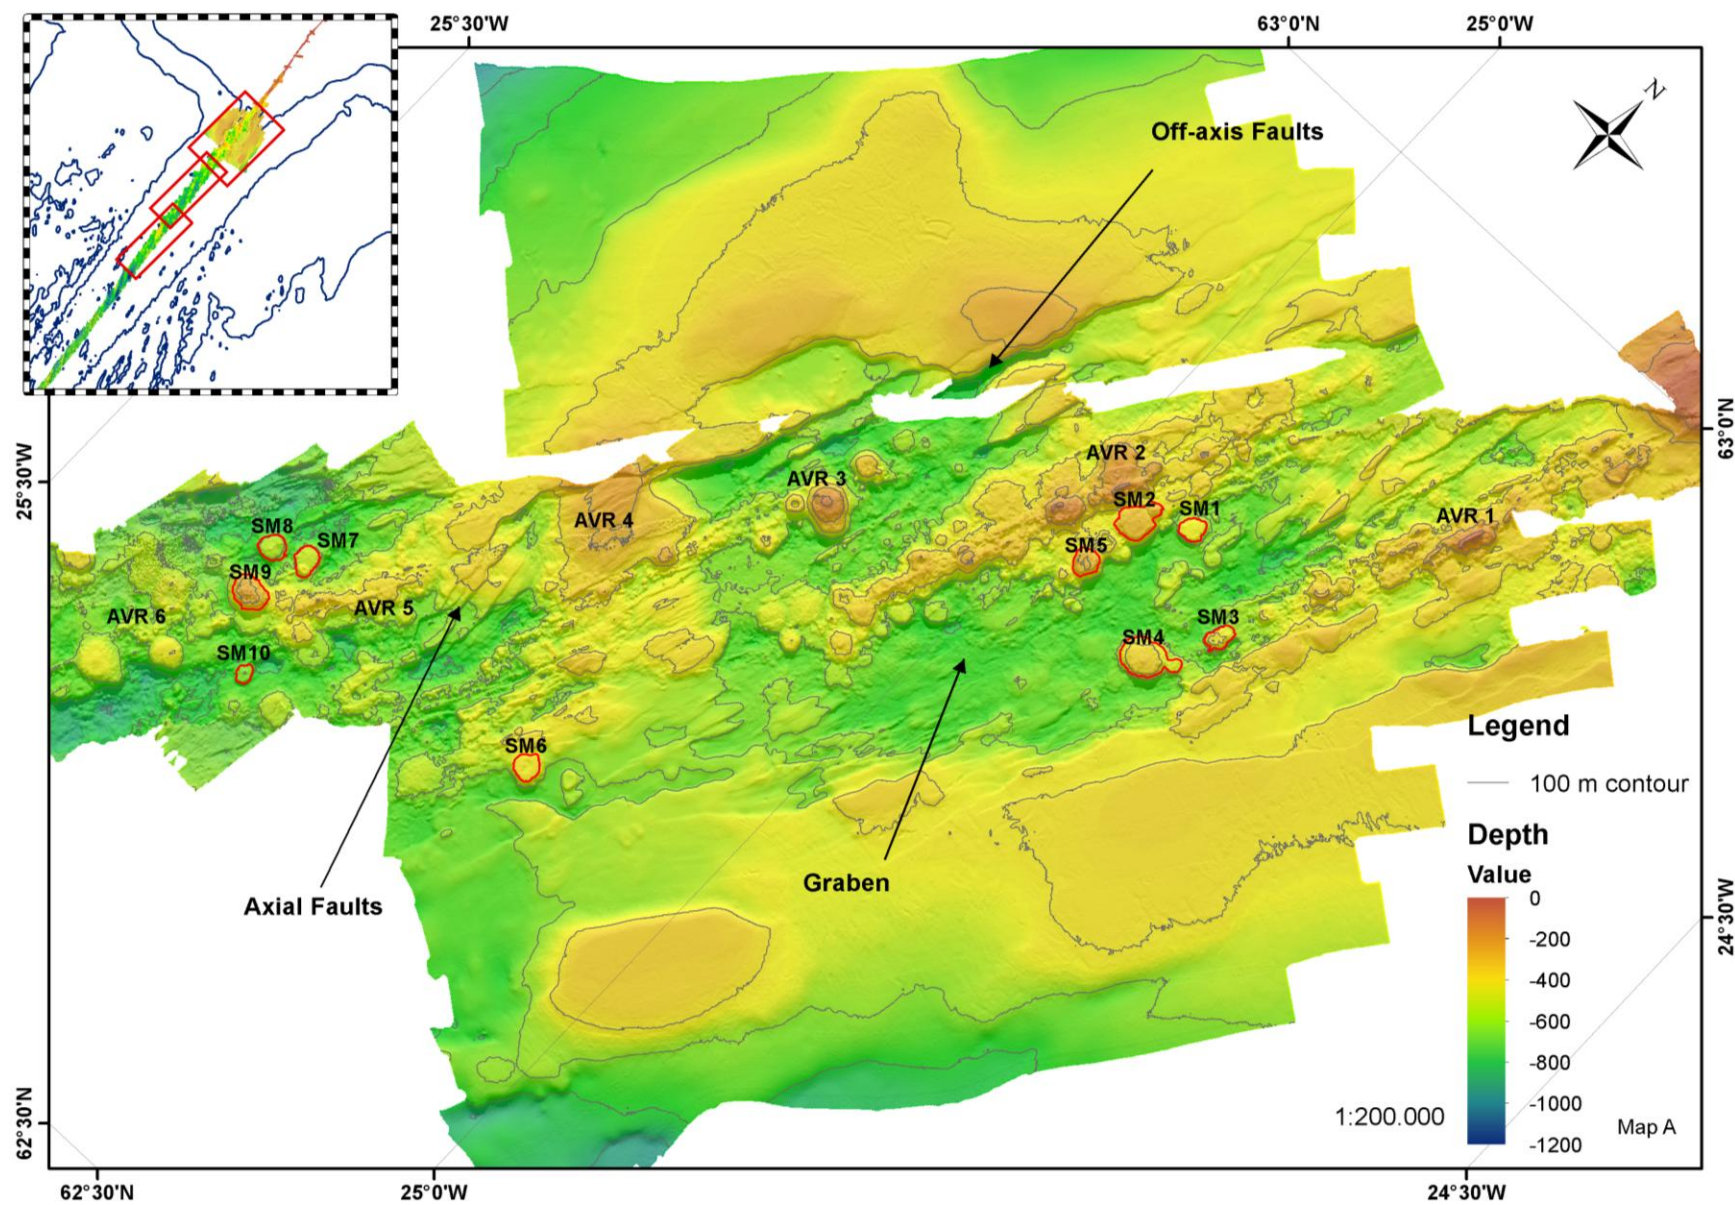 25°30'W
63°0'N
25°0'W
N
Off-axis Faults
25°30'W
63°0'N
AVR 2
AVR 3
SM2
SM1
AVR 4
AVR 1
SM8
SM7
SM5
SM9
AVR 5
AVR 6
SM3
SM4
SM10
SM6
Legend
100 m contour
Depth
Value
0
-200
-400
-600
-800
-1000
-1200
Graben
Axial Faults
24°30'W
62°30'N
1:200.000
Map A
62°30'N
25°0'W
24°30'W